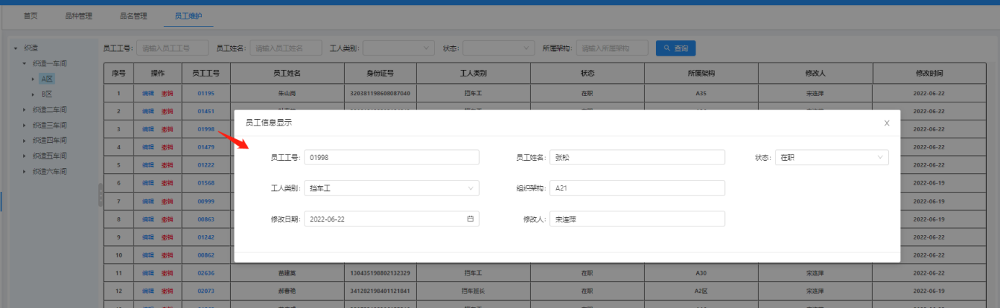 首页 品种管理 品名管理 员工维护
织造
织造一车间
A区
B区
织造二车间
织造三车间
织造四车间
织造五车间
织造六车间
员工工号: 请输入员工工号 员工姓名: 请输入员工姓名 工人类别: 状态: 所属架构: 请输入所属架构 查询
序号 操作 员工工号 员工姓名 身份证号 工人类别 状态 所属架构 修改人 修改时间
1 编辑 撤销 01195 朱山岗 320381198608087040 挡车工 在职 A35 宋连萍 2022-06-22
2 编辑 撤销 01451 2022-06-22
3 编辑 撤销 01998 2022-06-22
4 编辑 撤销 01479 2022-06-22
5 编辑 撤销 01222 2022-06-22
6 编辑 撤销 01568 2022-06-19
7 编辑 撤销 00999 2022-06-19
8 编辑 撤销 00863 2022-06-19
9 编辑 撤销 01242 2022-06-22
10 编辑 撤销 00862 2022-06-22
11 编辑 撤销 02636 苗建英 130435198802132329 挡车工 在职 A30 宋连萍 2022-06-22
12 编辑 撤销 02073 郝春艳 341282198401121841 挡车班长 在职 A2区 宋连萍 2022-06-19
员工信息显示 X
员工工号: 01998 员工姓名: 张松 状态: 在职
工人类别: 挡车工 组织架构: A21
修改日期: 2022-06-22 修改人: 宋连萍